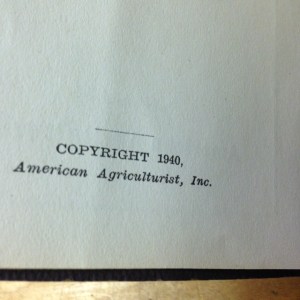 COPYRIGHT 1940,
American Agriculturist, Inc.